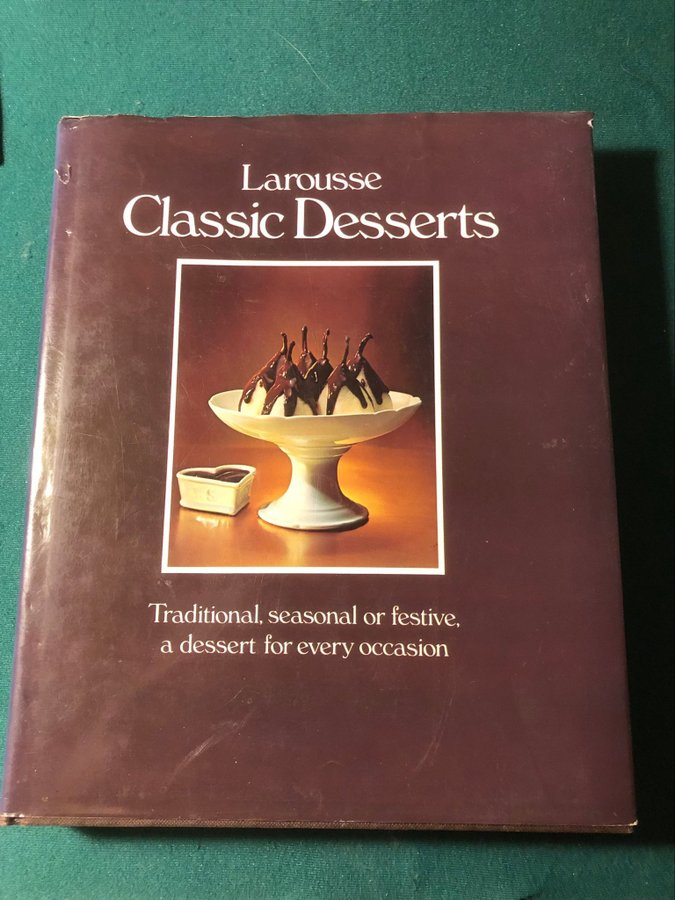 Larousse
Classic Desserts
Traditional, seasonal or festive,
a dessert for every occasion